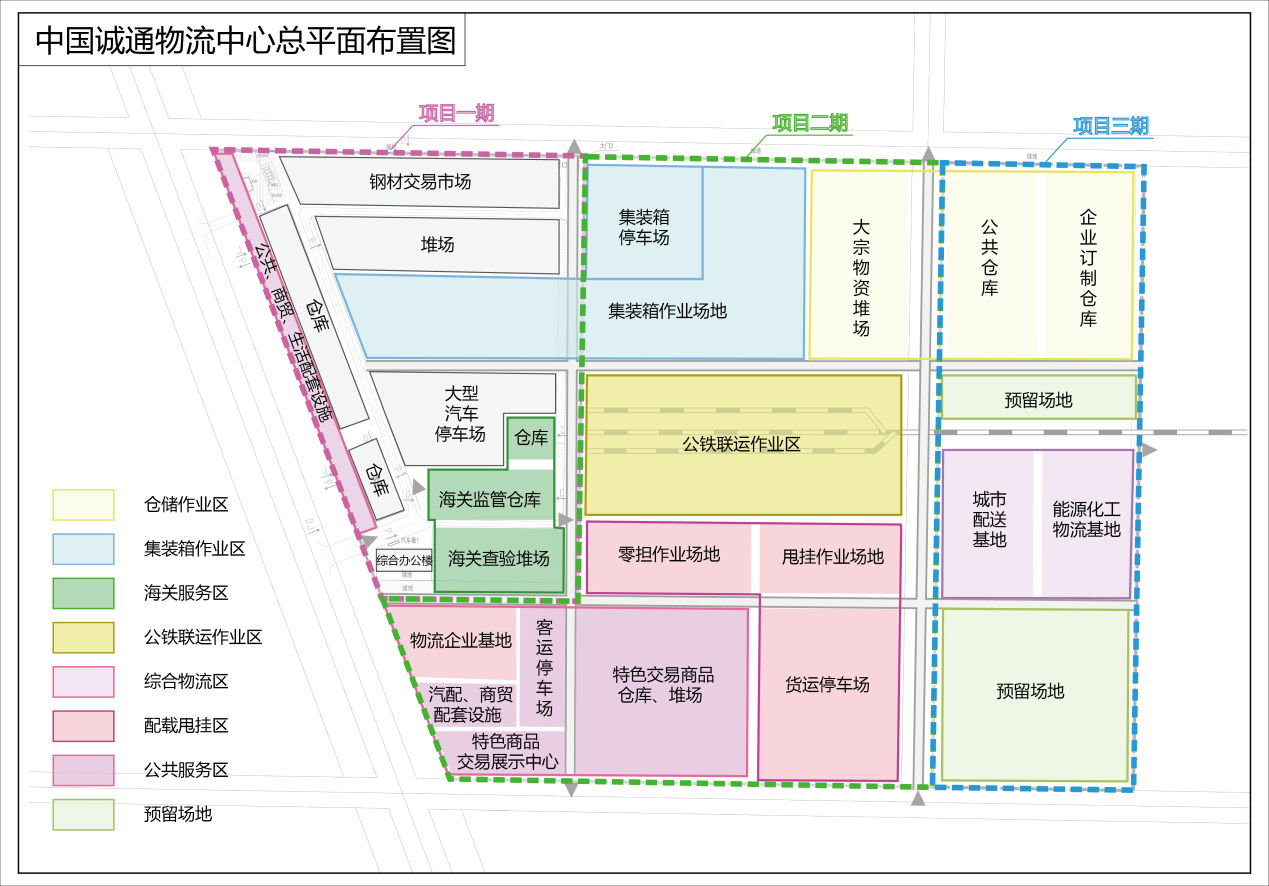 中国诚通物流中心总平面布置图
项目一期
项目二期
项目三期
大门2
绿地
绿地
钢材交易市场
堆场
公共、商贸、生活配套设施
仓库
仓库
集装箱
停车场
集装箱作业场地
大宗物资堆场
公共仓库
企业订制仓库
大型
汽车
停车场
仓库
海关监管仓库
海关查验堆场
综合办公楼
公铁联运作业区
预留场地
零担作业场地
甩挂作业场地
城市
配送
基地
能源化工
物流基地
物流企业基地
客运停车场
汽配、商贸
配套设施
特色商品
交易展示中心
特色交易商品
仓库、堆场
货运停车场
预留场地
仓储作业区
集装箱作业区
海关服务区
公铁联运作业区
综合物流区
配载甩挂区
公共服务区
预留场地